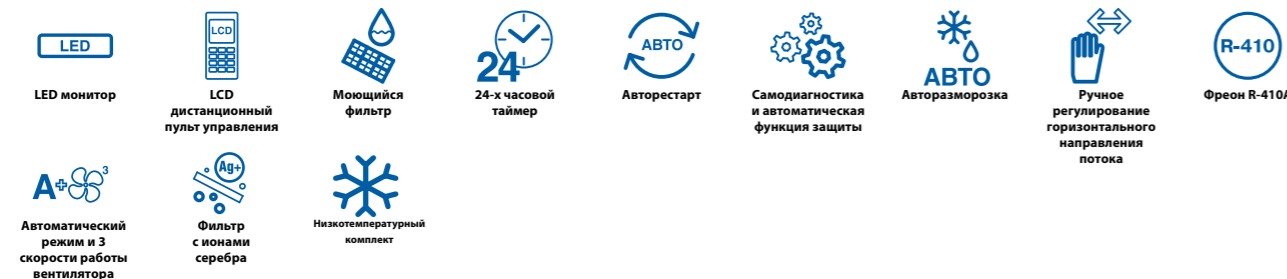 LED
LED монитор
LCD
LCD
дистанционный
пульт управления
Моющийся
фильтр
24
24-х часовой
таймер
АВТО
Авторестарт
Самодиагностика
и автоматическая
функция защиты
АВТО
Авторазморозка
Ручное
регулирование
горизонтального
направления
потока
R-410
Фреон R-410A
A+ 3
Автоматический
режим и 3
скорости работы
вентилятора
Ag+
Фильтр
с ионами
серебра
Низкотемпературный
комплект